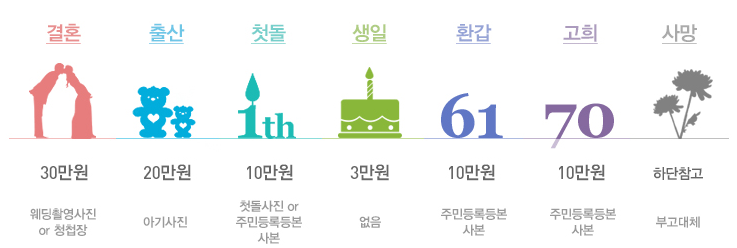 결혼 출산 첫돌 생일 환갑 고희 사망
1th 61 70
30만원 20만원 10만원 3만원 10만원 10만원 하단참고
웨딩촬영사진
or 청첩장
아기사진
첫돌사진 or
주민등록등본
사본
없음
주민등록등본
사본
주민등록등본
사본
부고대체